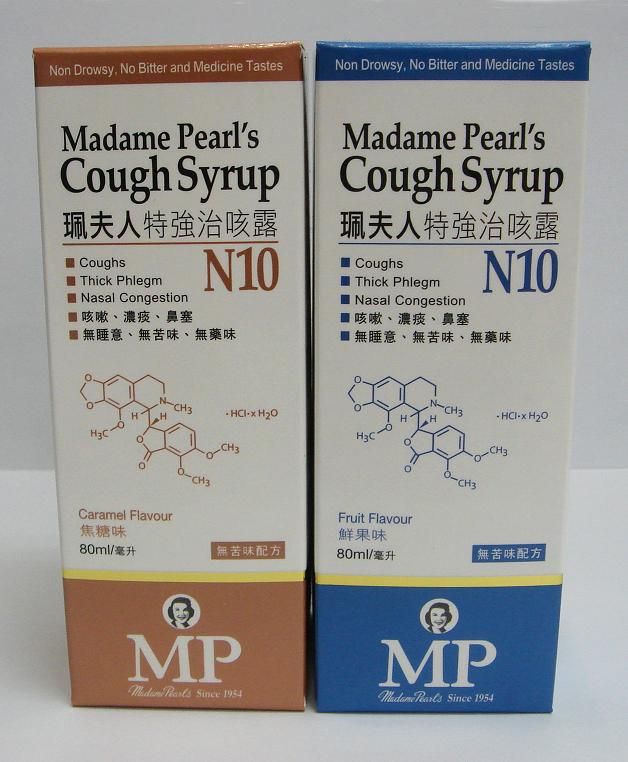 Non Drowsy, No Bitter and Medicine Tastes
Madame Pearl's
Cough Syrup
珮夫人特強治咳露
N10
Coughs
Thick Phlegm
Nasal Congestion
咳嗽、濃痰、鼻塞
無睡意、無苦味、無藥味
N
CH₃
H H
H₃C
O
O
O
O
O
O
CH₃
O
CH₃
·HCl·x H₂O
Caramel Flavour
焦糖味
80ml/毫升
無苦味配方
MP
Madame Pearl's Since 1954
Non Drowsy, No Bitter and Medicine Tastes
Madame Pearl's
Cough Syrup
珮夫人特強治咳露
N10
Coughs
Thick Phlegm
Nasal Congestion
咳嗽、濃痰、鼻塞
無睡意、無苦味、無藥味
N
CH₃
H H
H₃C
O
O
O
O
O
O
CH₃
O
CH₃
·HCl·x H₂O
Fruit Flavour
鮮果味
80ml/毫升
無苦味配方
MP
Madame Pearl's Since 1954